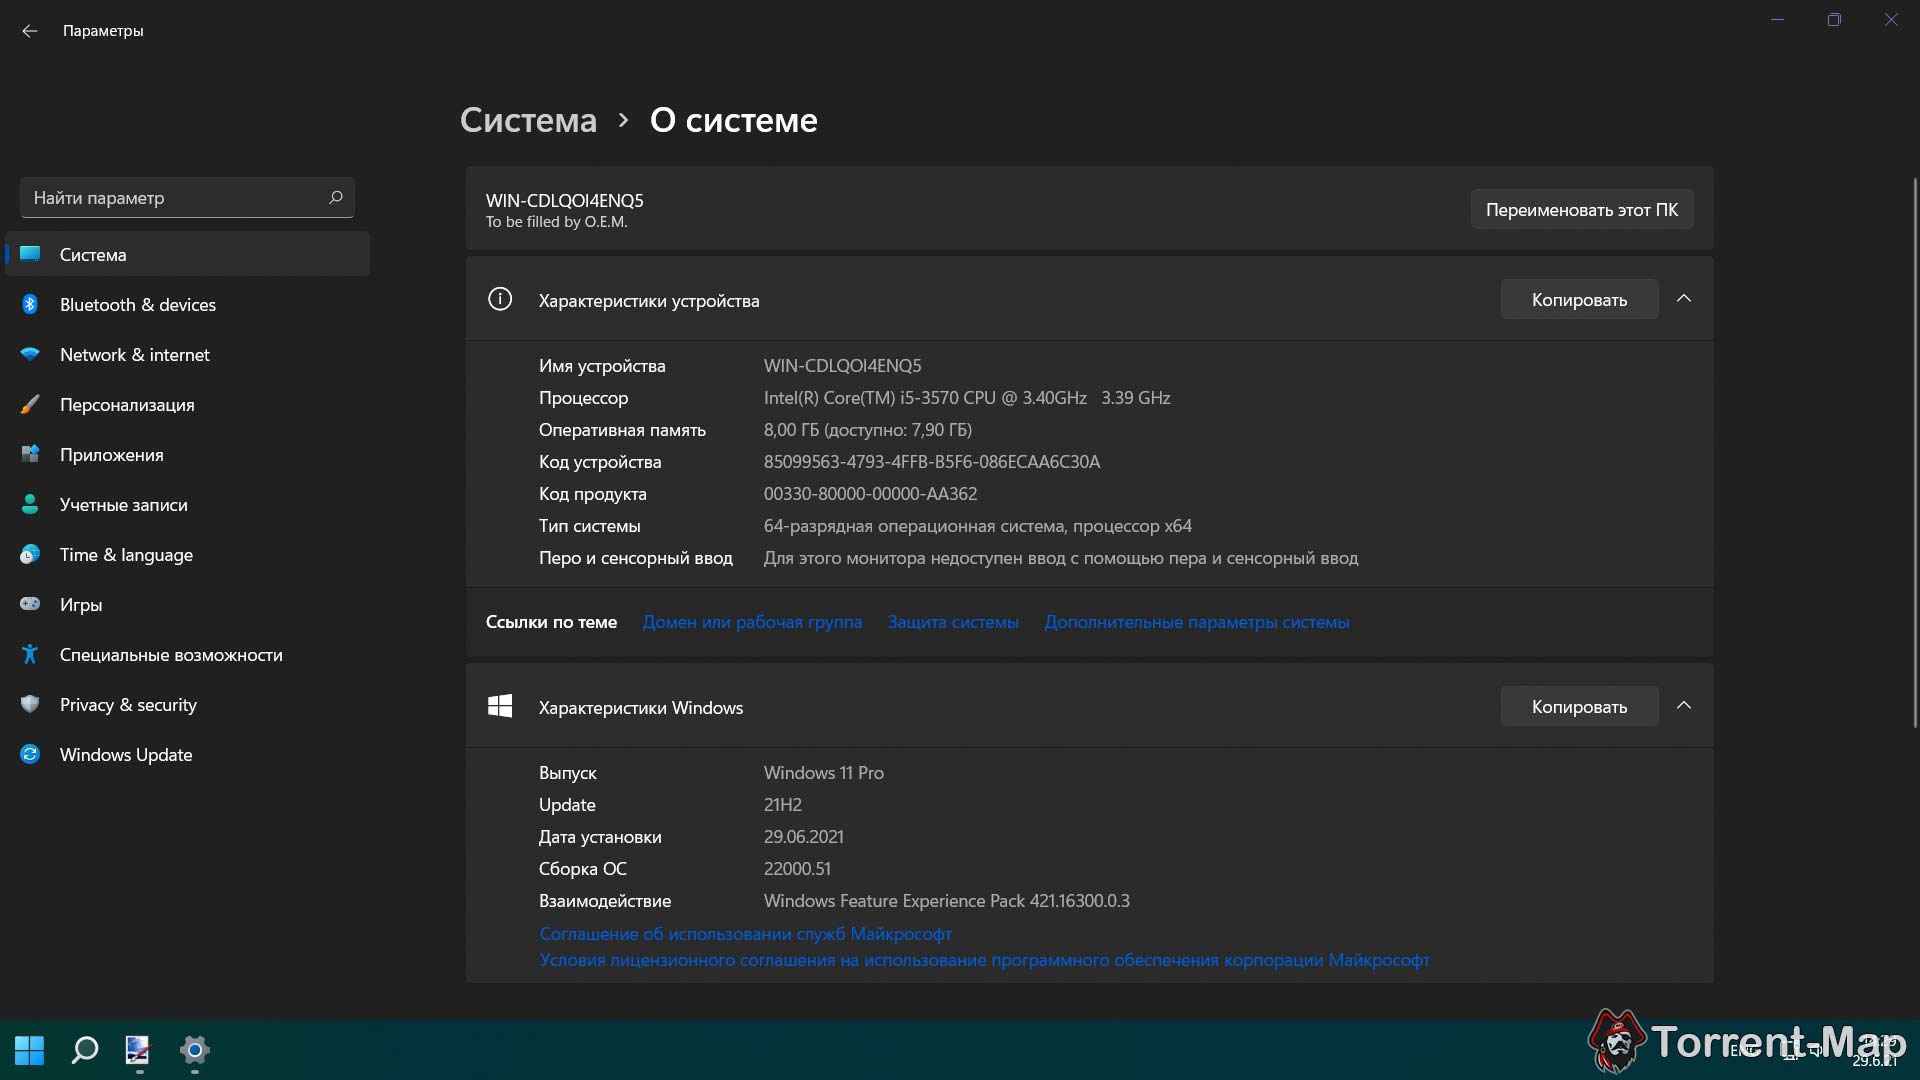 Параметры
Система > О системе
Найти параметр
Система
Bluetooth & devices
Network & internet
Персонализация
Приложения
Учетные записи
Time & language
Игры
Специальные возможности
Privacy & security
Windows Update
WIN-CDLQOI4ENQ5
To be filled by O.E.M.
Переименовать этот ПК
Характеристики устройства
Копировать
Имя устройства WIN-CDLQOI4ENQ5
Процессор Intel(R) Core(TM) i5-3570 CPU @ 3.40GHz 3.39 GHz
Оперативная память 8,00 ГБ (доступно: 7,90 ГБ)
Код устройства 85099563-4793-4FFB-B5F6-086ECAA6C30A
Код продукта 00330-80000-00000-AA362
Тип системы 64-разрядная операционная система, процессор x64
Перо и сенсорный ввод Для этого монитора недоступен ввод с помощью пера и сенсорный ввод
Ссылки по теме Домен или рабочая группа Защита системы Дополнительные параметры системы
Характеристики Windows
Копировать
Выпуск Windows 11 Pro
Update 21H2
Дата установки 29.06.2021
Сборка ОС 22000.51
Взаимодействие Windows Feature Experience Pack 421.16300.0.3
Соглашение об использовании служб Майкрософт
Условия лицензионного соглашения на использование программного обеспечения корпорации Майкрософт
Torrent-Map
29.6.21